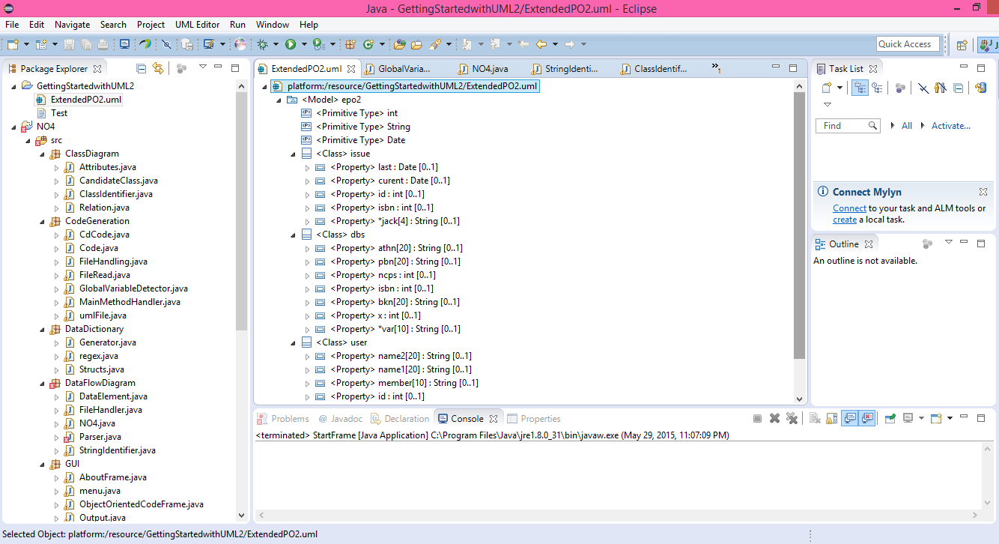 Java - GettingStartedwithUML2/ExtendedPO2.uml - Eclipse
File Edit Navigate Search Project UML Editor Run Window Help
Quick Access
J
Package Explorer
GettingStartedwithUML2
ExtendedPO2.uml
Test
NO4
src
ClassDiagram
Attributes.java
CandidateClass.java
ClassIdentifier.java
Relation.java
CodeGeneration
CdCode.java
Code.java
FileHandling.java
FileRead.java
GlobalVariableDetector.java
MainMethodHandler.java
umlFile.java
DataDictionary
Generator.java
regex.java
Structs.java
DataFlowDiagram
DataElement.java
FileHandler.java
NO4.java
Parser.java
StringIdentifier.java
GUI
AboutFrame.java
menu.java
ObjectOrientedCodeFrame.java
Output.java
ExtendedPO2.uml GlobalVaria... NO4.java StringIdenti... ClassIdentif... »1
platform:/resource/GettingStartedwithUML2/ExtendedPO2.uml
<Model> epo2
<Primitive Type> int
<Primitive Type> String
<Primitive Type> Date
<Class> issue
<Property> last : Date [0..1]
<Property> curent : Date [0..1]
<Property> id : int [0..1]
<Property> isbn : int [0..1]
<Property> *jack[4] : String [0..1]
<Class> dbs
<Property> athn[20] : String [0..1]
<Property> pbn[20] : String [0..1]
<Property> ncps : int [0..1]
<Property> isbn : int [0..1]
<Property> bkn[20] : String [0..1]
<Property> x : int [0..1]
<Property> *var[10] : String [0..1]
<Class> user
<Property> name2[20] : String [0..1]
<Property> name1[20] : String [0..1]
<Property> member[10] : String [0..1]
<Property> id : int [0..1]
Task List
Find All Activate...
Connect Mylyn
Connect to your task and ALM tools or
create a local task.
Outline
An outline is not available.
Problems @ Javadoc Declaration Console Properties
<terminated> StartFrame [Java Application] C:\Program Files\Java\jre1.8.0_31\bin\javaw.exe (May 29, 2015, 11:07:09 PM)
Selected Object: platform:/resource/GettingStartedwithUML2/ExtendedPO2.uml